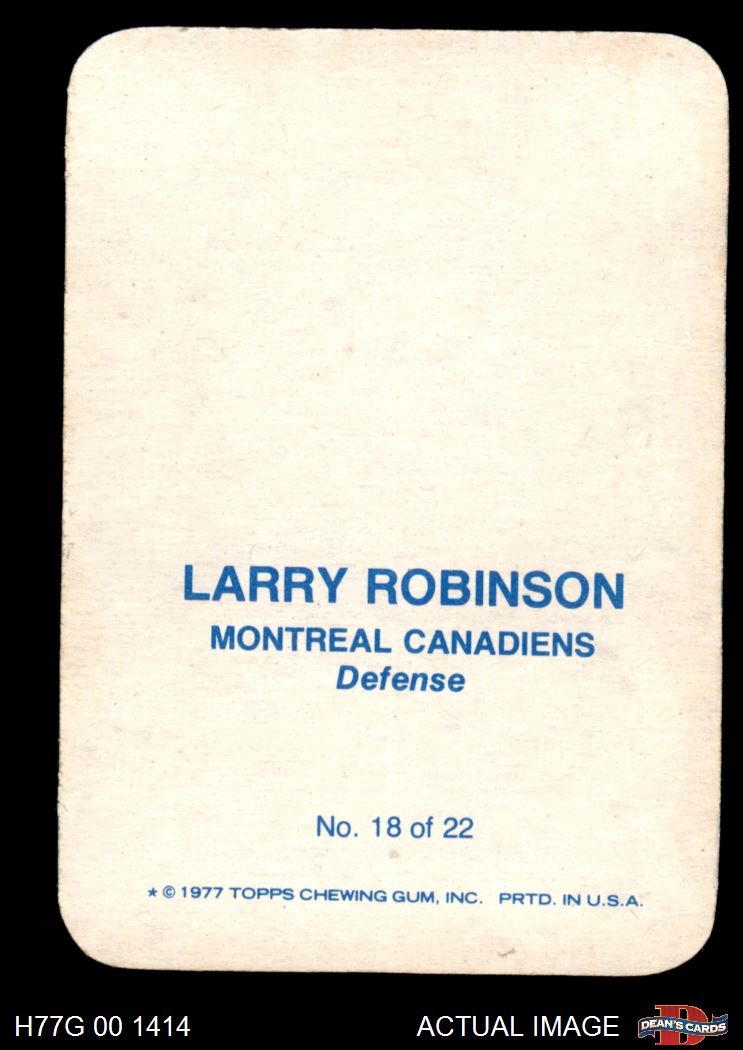 LARRY ROBINSON
MONTREAL CANADIENS
Defense
No. 18 of 22
* © 1977 TOPPS CHEWING GUM, INC. PRTD. IN U.S.A.
H77G 00 1414 ACTUAL IMAGE DEAN'S CARDS